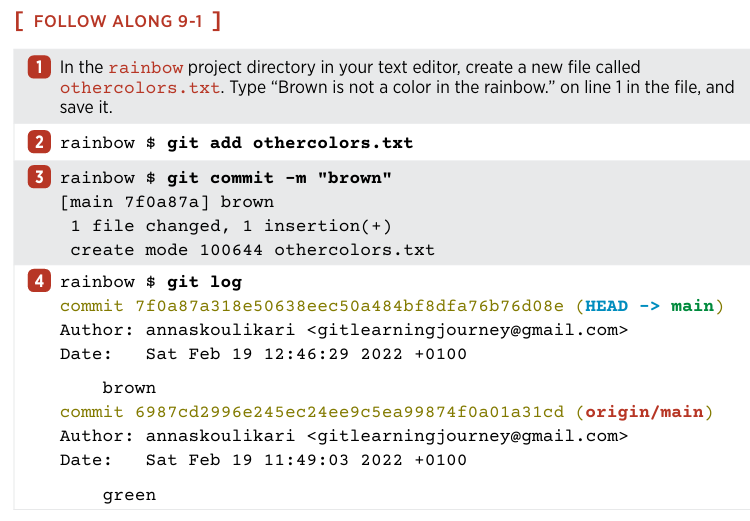 [ FOLLOW ALONG 9-1 ]
1 In the rainbow project directory in your text editor, create a new file called
othercolors.txt. Type “Brown is not a color in the rainbow.” on line 1 in the file, and
save it.
2 rainbow $ git add othercolors.txt
3 rainbow $ git commit -m "brown"
[main 7f0a87a] brown
1 file changed, 1 insertion(+)
create mode 100644 othercolors.txt
4 rainbow $ git log
commit 7f0a87a318e50638eec50a484bf8dfa76b76d08e (HEAD -> main)
Author: annaskoulikari <gitlearningjourney@gmail.com>
Date:   Sat Feb 19 12:46:29 2022 +0100
brown
commit 6987cd2996e245ec24ee9c5ea99874f0a01a31cd (origin/main)
Author: annaskoulikari <gitlearningjourney@gmail.com>
Date:   Sat Feb 19 11:49:03 2022 +0100
green